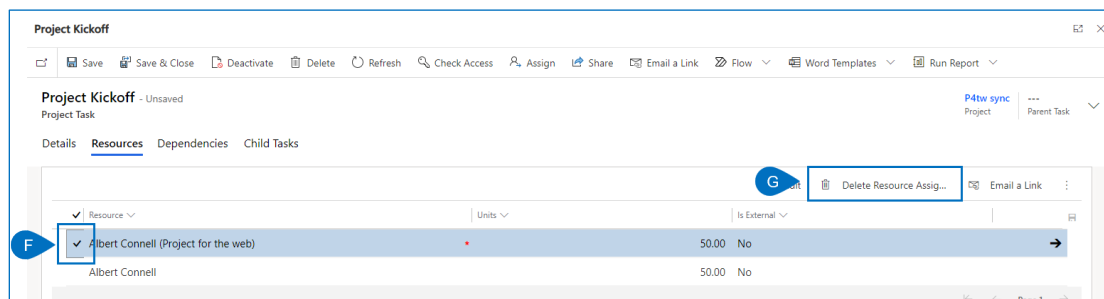 Project Kickoff
Save Save & Close Deactivate Delete Refresh Check Access Assign Share Email a Link Flow Word Templates Run Report
Project Kickoff - Unsaved
Project Task
P4tw sync
Project
---
Parent Task
Details Resources Dependencies Child Tasks
G Delete Resource Assig... Email a Link
Resource Units Is External
F Albert Connell (Project for the web) * 50.00 No
Albert Connell 50.00 No